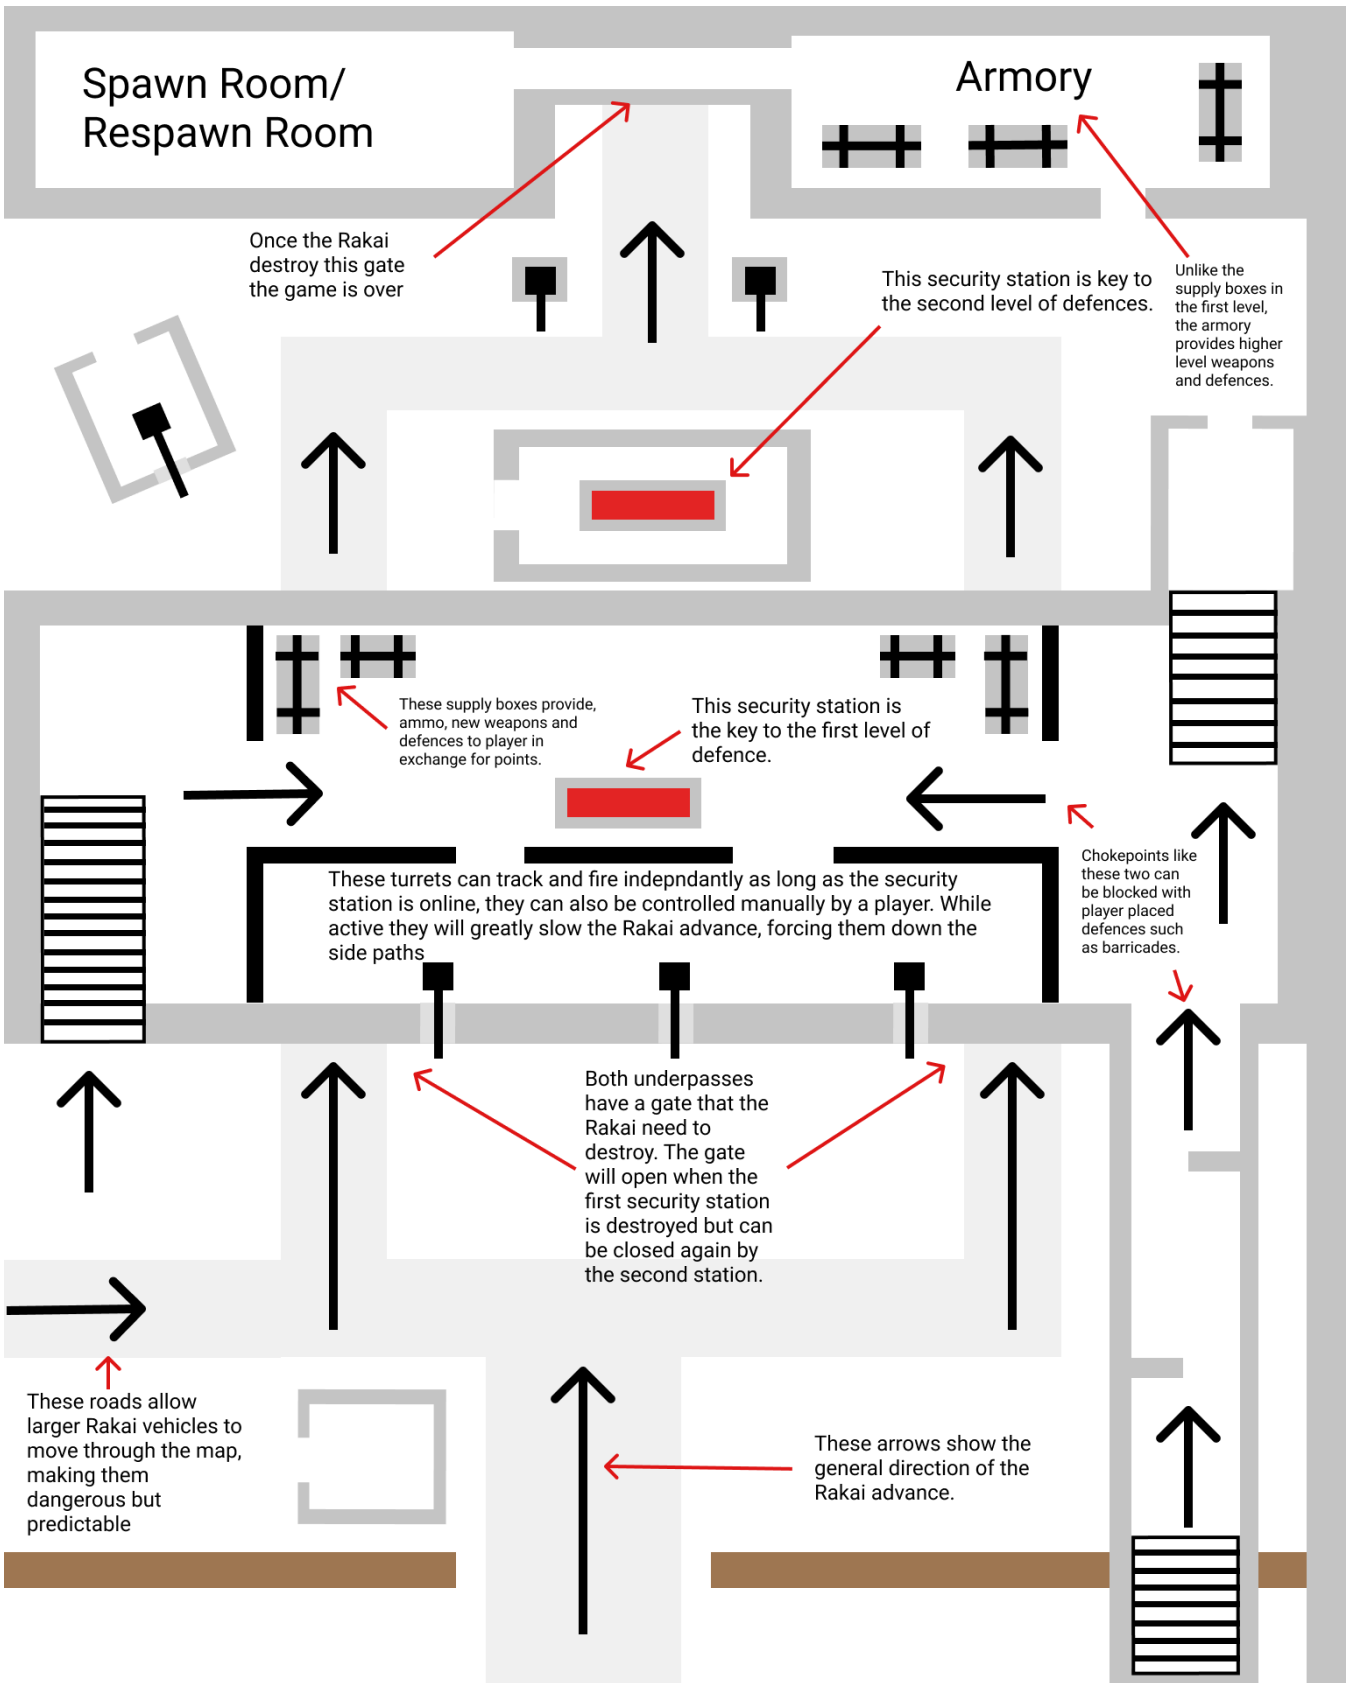 Spawn Room/
Respawn Room
Armory
Once the Rakai
destroy this gate
the game is over
This security station is key to
the second level of defences.
Unlike the
supply boxes in
the first level,
the armory
provides higher
level weapons
and defences.
These supply boxes provide,
ammo, new weapons and
defences to player in
exchange for points.
This security station is
the key to the first level of
defence.
Chokepoints like
these two can
be blocked with
player placed
defences such
as barricades.
These turrets can track and fire indepndantly as long as the security
station is online, they can also be controlled manually by a player. While
active they will greatly slow the Rakai advance, forcing them down the
side paths
Both underpasses
have a gate that the
Rakai need to
destroy. The gate
will open when the
first security station
is destroyed but can
be closed again by
the second station.
These roads allow
larger Rakai vehicles to
move through the map,
making them
dangerous but
predictable
These arrows show the
general direction of the
Rakai advance.